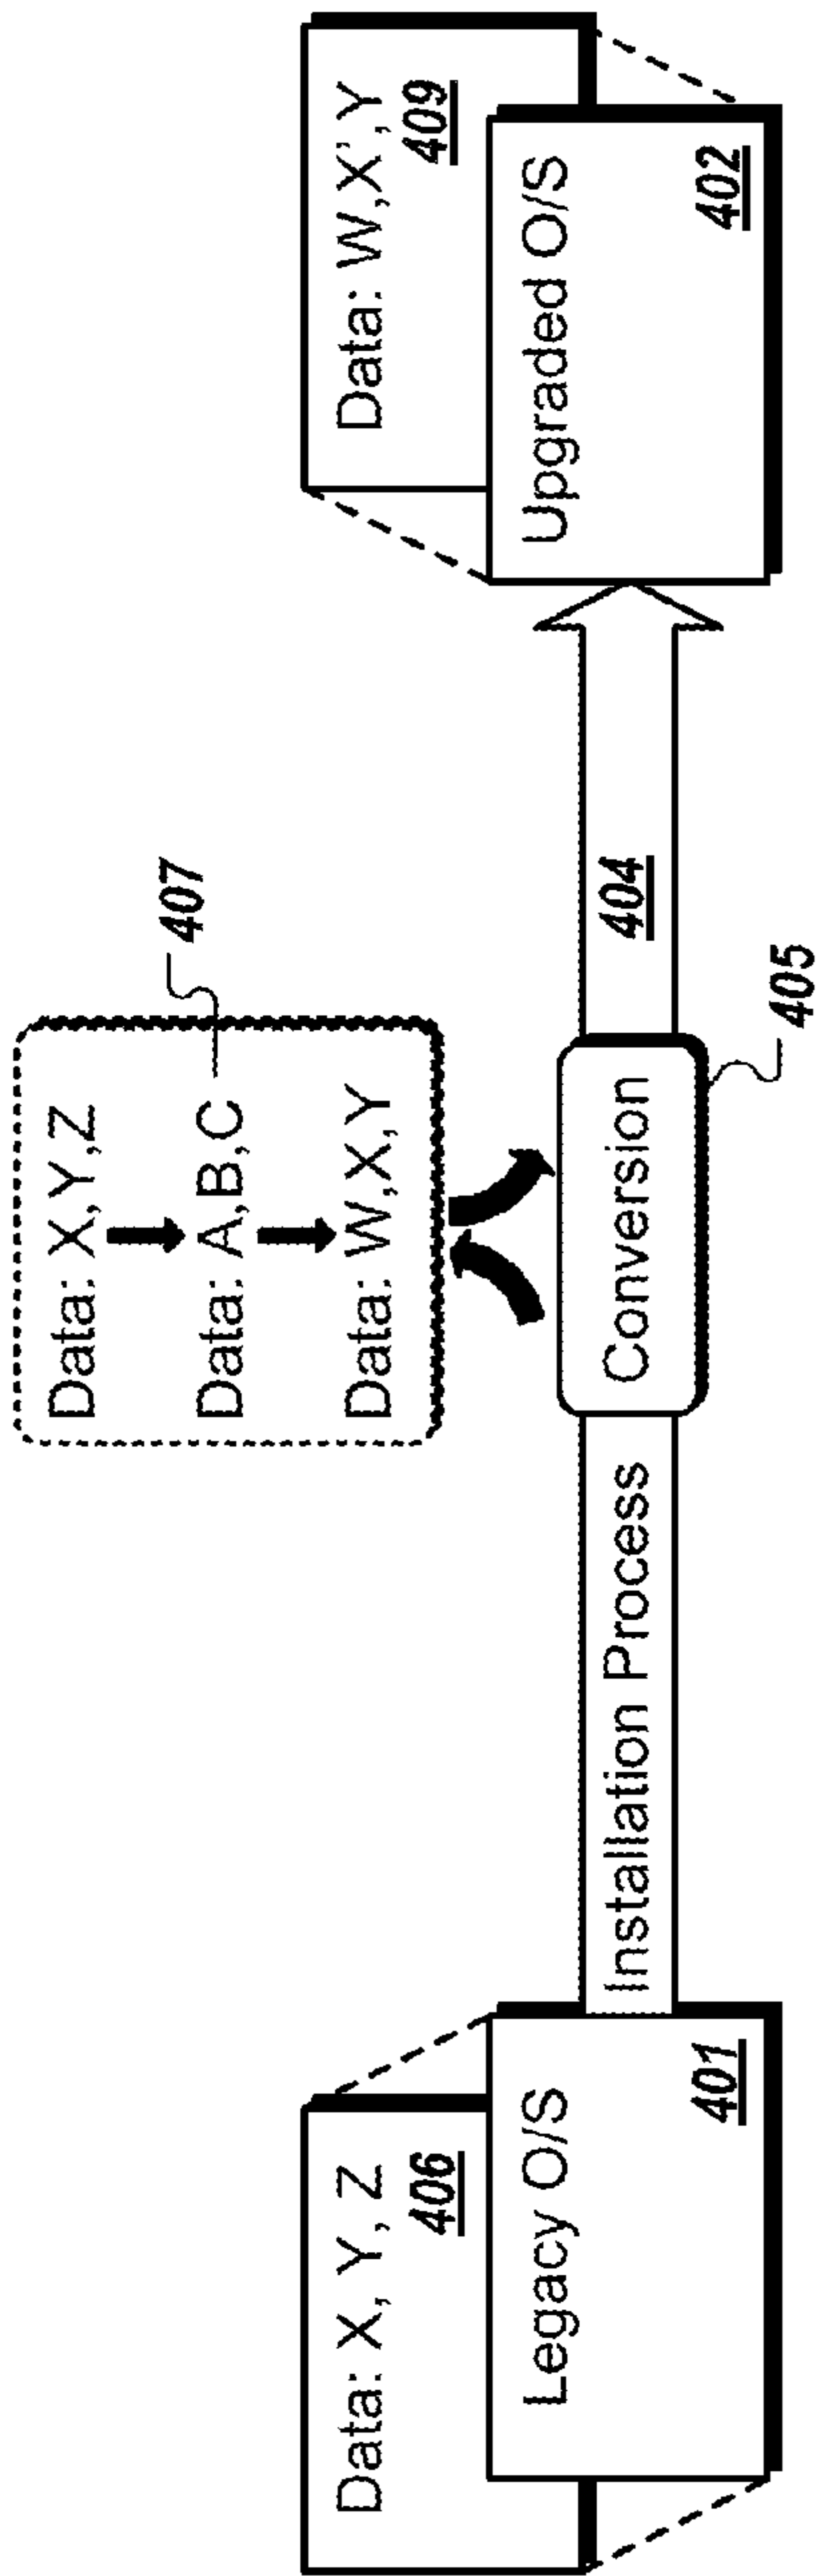 Data: X,Y,Z
Data: A,B,C
407
Data: W,X,Y
Data: X, Y, Z
406
Data: W,X',Y
409
Legacy O/S
401
Installation Process
Conversion
404
405
Upgraded O/S
402